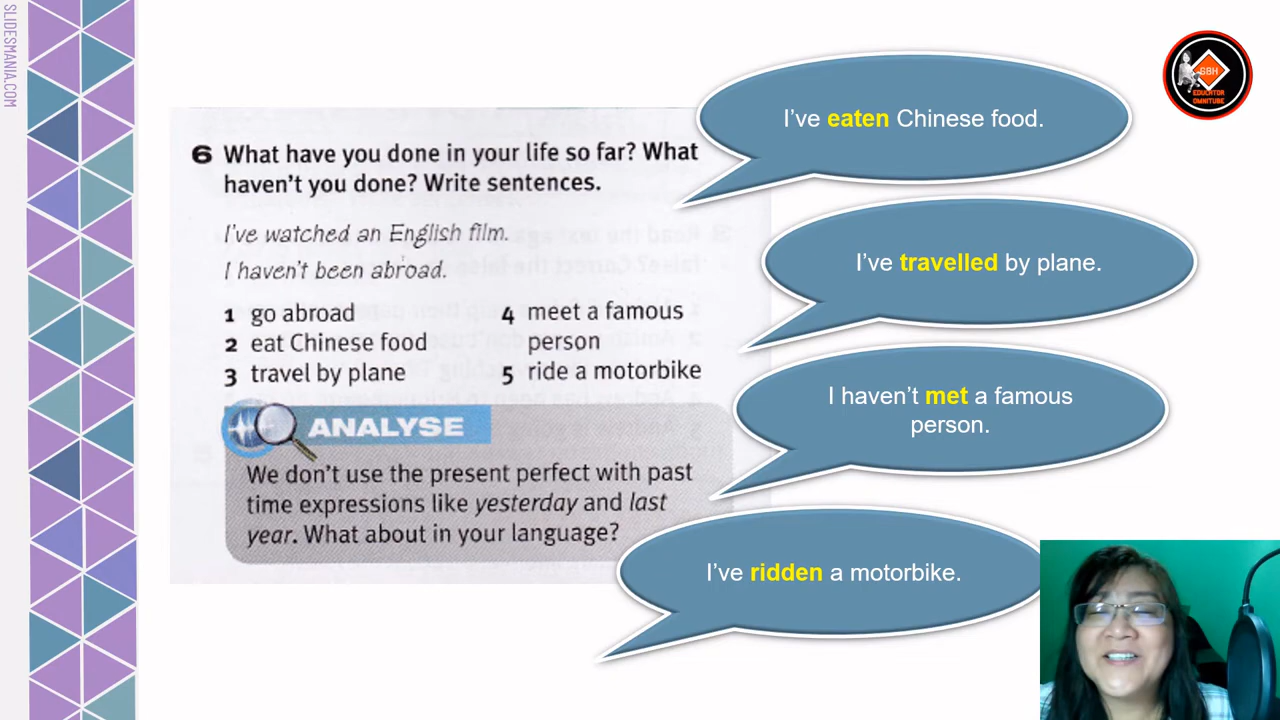 SLIDESMANIA.COM
6 What have you done in your life so far? What
haven't you done? Write sentences.
I've watched an English film.
I haven't been abroad.
1 go abroad
2 eat Chinese food
3 travel by plane
4 meet a famous
person
5 ride a motorbike
ANALYSE
We don't use the present perfect with past
time expressions like yesterday and last
year. What about in your language?
I've eaten Chinese food.
I've travelled by plane.
I haven't met a famous
person.
I've ridden a motorbike.
GBH
EDUCATOR
OMNITUBE